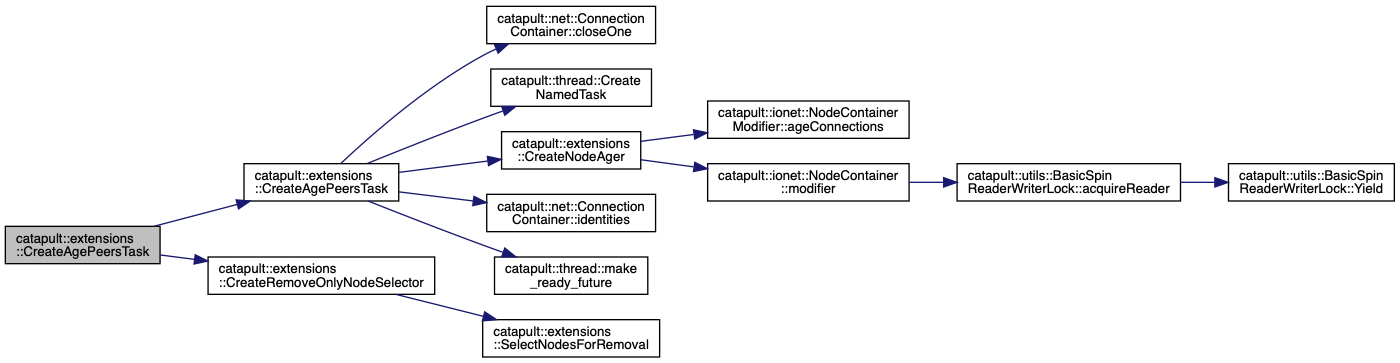 catapult::net::Connection
Container::closeOne
catapult::thread::Create
NamedTask
catapult::ionet::NodeContainer
Modifier::ageConnections
catapult::extensions
::CreateNodeAger
catapult::extensions
::CreateAgePeersTask
catapult::ionet::NodeContainer
::modifier
catapult::utils::BasicSpin
ReaderWriterLock::acquireReader
catapult::utils::BasicSpin
ReaderWriterLock::Yield
catapult::net::Connection
Container::identities
catapult::extensions
::CreateAgePeersTask
catapult::extensions
::CreateRemoveOnlyNodeSelector
catapult::thread::make
_ready_future
catapult::extensions
::SelectNodesForRemoval